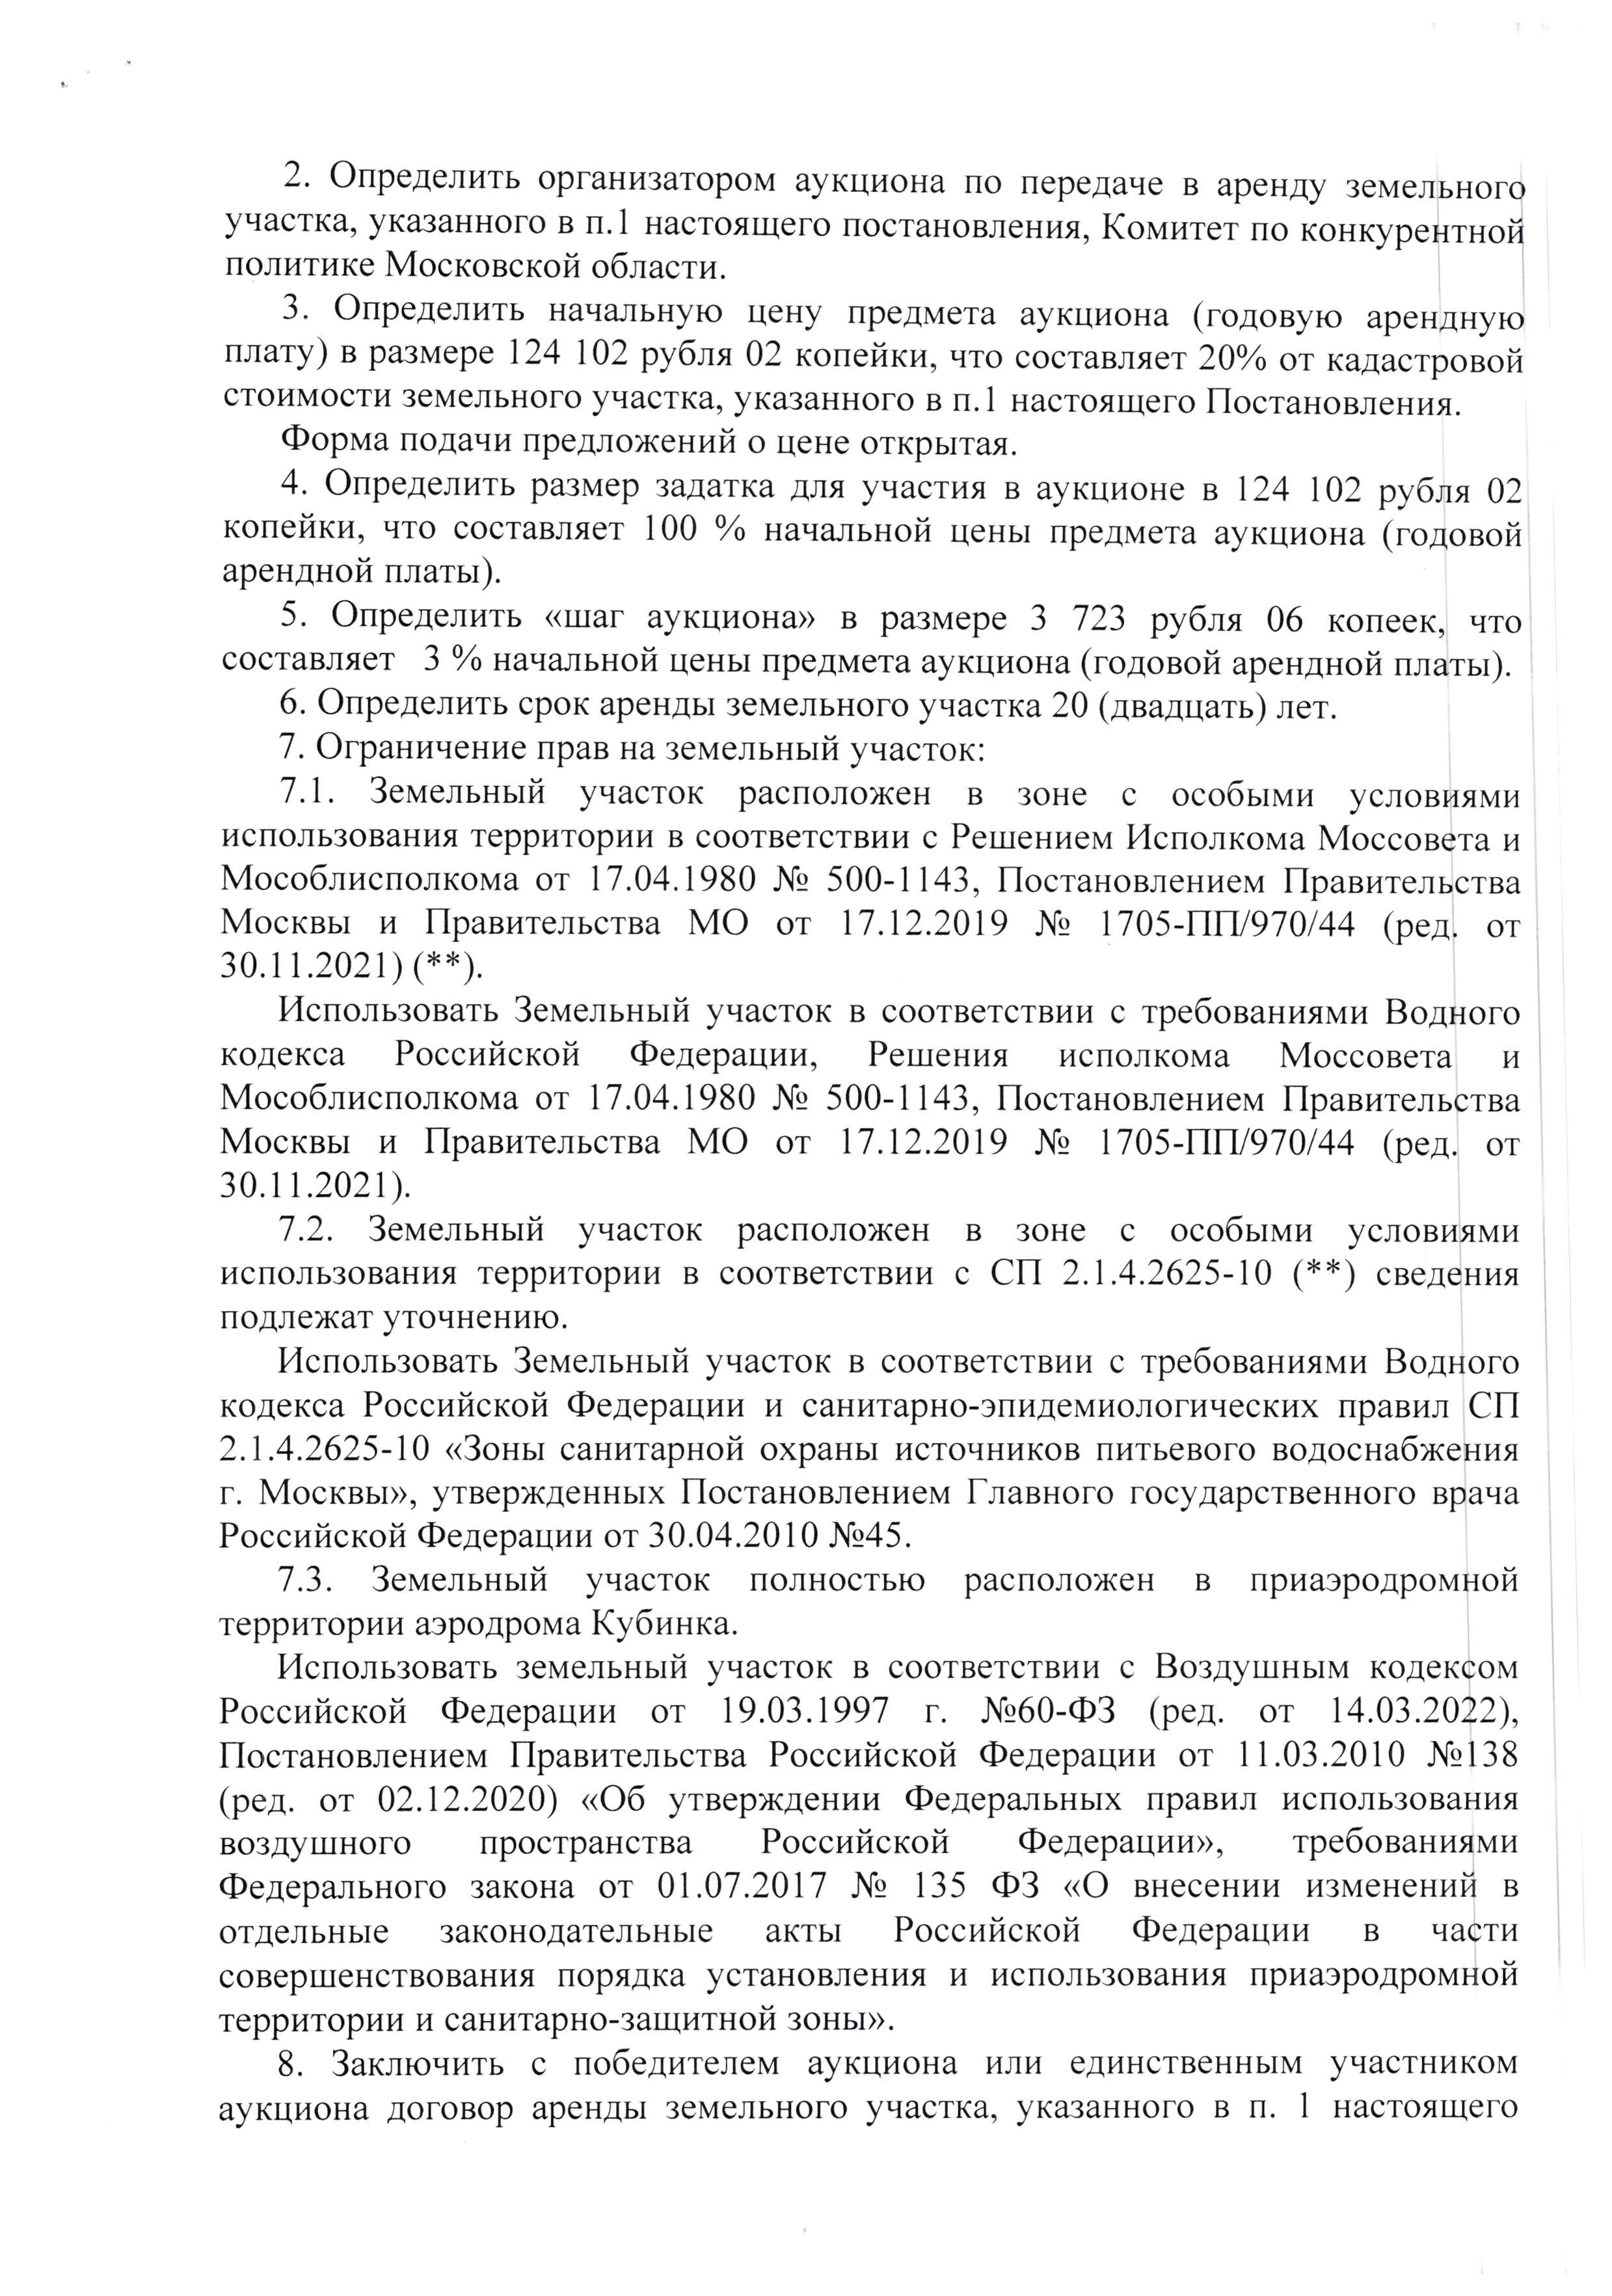 2. Определить организатором аукциона по передаче в аренду земельного
участка, указанного в п.1 настоящего постановления, Комитет по конкурентной
политике Московской области.
3. Определить начальную цену предмета аукциона (годовую арендную
плату) в размере 124 102 рубля 02 копейки, что составляет 20% от кадастровой
стоимости земельного участка, указанного в п.1 настоящего Постановления.
Форма подачи предложений о цене открытая.
4. Определить размер задатка для участия в аукционе в 124 102 рубля 02
копейки, что составляет 100 % начальной цены предмета аукциона (годовой
арендной платы).
5. Определить «шаг аукциона» в размере 3 723 рубля 06 копеек, что
составляет 3 % начальной цены предмета аукциона (годовой арендной платы).
6. Определить срок аренды земельного участка 20 (двадцать) лет.
7. Ограничение прав на земельный участок:
7.1. Земельный участок расположен в зоне с особыми условиями
использования территории в соответствии с Решением Исполкома Моссовета и
Мособлисполкома от 17.04.1980 № 500-1143, Постановлением Правительства
Москвы и Правительства МО от 17.12.2019 № 1705-ПП/970/44 (ред. от
30.11.2021) (**).
Использовать Земельный участок в соответствии с требованиями Водного
кодекса Российской Федерации, Решения исполкома Моссовета и
Мособлисполкома от 17.04.1980 № 500-1143, Постановлением Правительства
Москвы и Правительства МО от 17.12.2019 № 1705-ПП/970/44 (ред. от
30.11.2021).
7.2. Земельный участок расположен в зоне с особыми условиями
использования территории в соответствии с СП 2.1.4.2625-10 (**) сведения
подлежат уточнению.
Использовать Земельный участок в соответствии с требованиями Водного
кодекса Российской Федерации и санитарно-эпидемиологических правил СП
2.1.4.2625-10 «Зоны санитарной охраны источников питьевого водоснабжения
г. Москвы», утвержденных Постановлением Главного государственного врача
Российской Федерации от 30.04.2010 №45.
7.3. Земельный участок полностью расположен в приаэродромной
территории аэродрома Кубинка.
Использовать земельный участок в соответствии с Воздушным кодексом
Российской Федерации от 19.03.1997 г. №60-ФЗ (ред. от 14.03.2022),
Постановлением Правительства Российской Федерации от 11.03.2010 №138
(ред. от 02.12.2020) «Об утверждении Федеральных правил использования
воздушного пространства Российской Федерации», требованиями
Федерального закона от 01.07.2017 № 135 ФЗ «О внесении изменений в
отдельные законодательные акты Российской Федерации в части
совершенствования порядка установления и использования приаэродромной
территории и санитарно-защитной зоны».
8. Заключить с победителем аукциона или единственным участником
аукциона договор аренды земельного участка, указанного в п. 1 настоящего